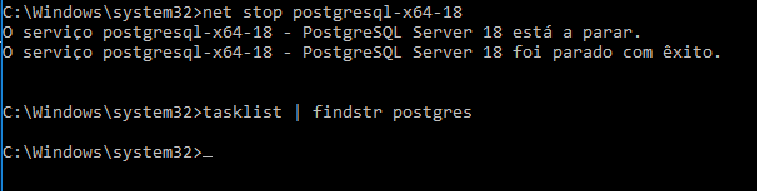 C:\Windows\system32>net stop postgresql-x64-18
O serviço postgresql-x64-18 - PostgreSQL Server 18 está a parar.
O serviço postgresql-x64-18 - PostgreSQL Server 18 foi parado com êxito.
C:\Windows\system32>tasklist | findstr postgres
C:\Windows\system32>_